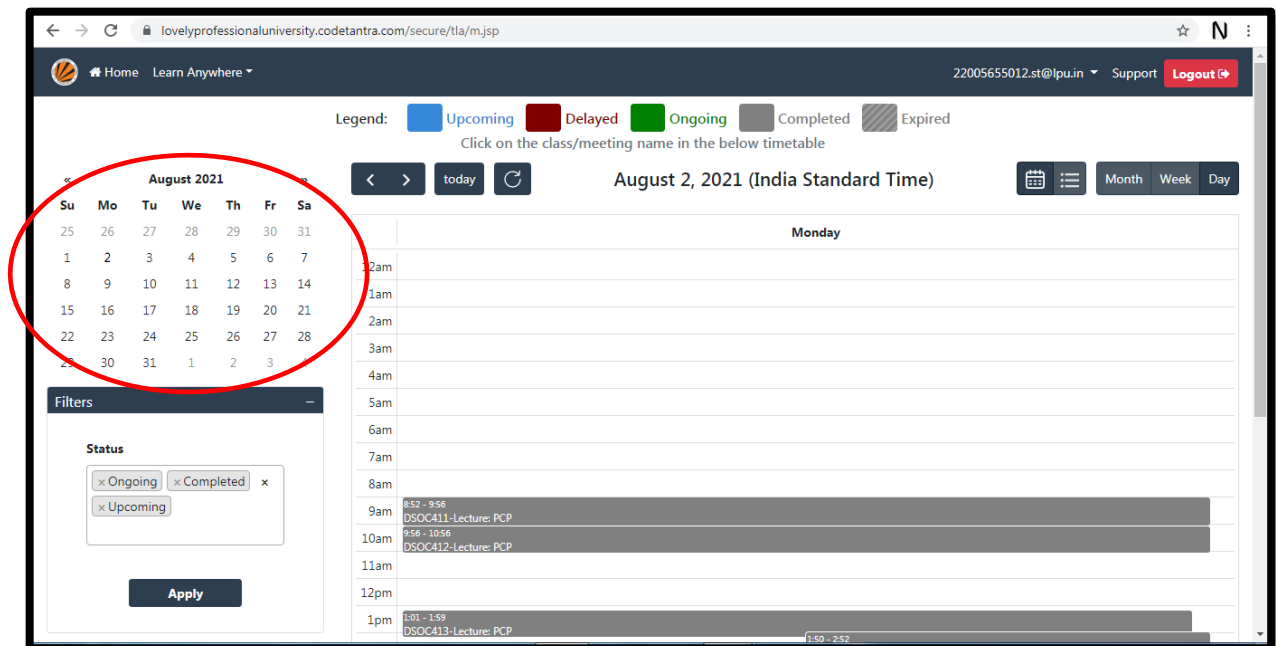 lovelyprofessionaluniversity.codetantra.com/secure/tla/m.jsp
Home Learn Anywhere 22005655012.st@lpu.in Support Logout
Legend: Upcoming Delayed Ongoing Completed Expired
Click on the class/meeting name in the below timetable
« August 2021 »
Su Mo Tu We Th Fr Sa
25 26 27 28 29 30 31
1 2 3 4 5 6 7
8 9 10 11 12 13 14
15 16 17 18 19 20 21
22 23 24 25 26 27 28
29 30 31 1 2 3 4
Filters −
Status
× Ongoing × Completed ×
× Upcoming
Apply
< > today August 2, 2021 (India Standard Time) Month Week Day
Monday
12am
1am
2am
3am
4am
5am
6am
7am
8am
9am
8:52 - 9:56
DSOC411-Lecture: PCP
10am
9:56 - 10:56
DSOC412-Lecture: PCP
11am
12pm
1pm
1:01 - 1:59
DSOC413-Lecture: PCP
1:50 - 2:52